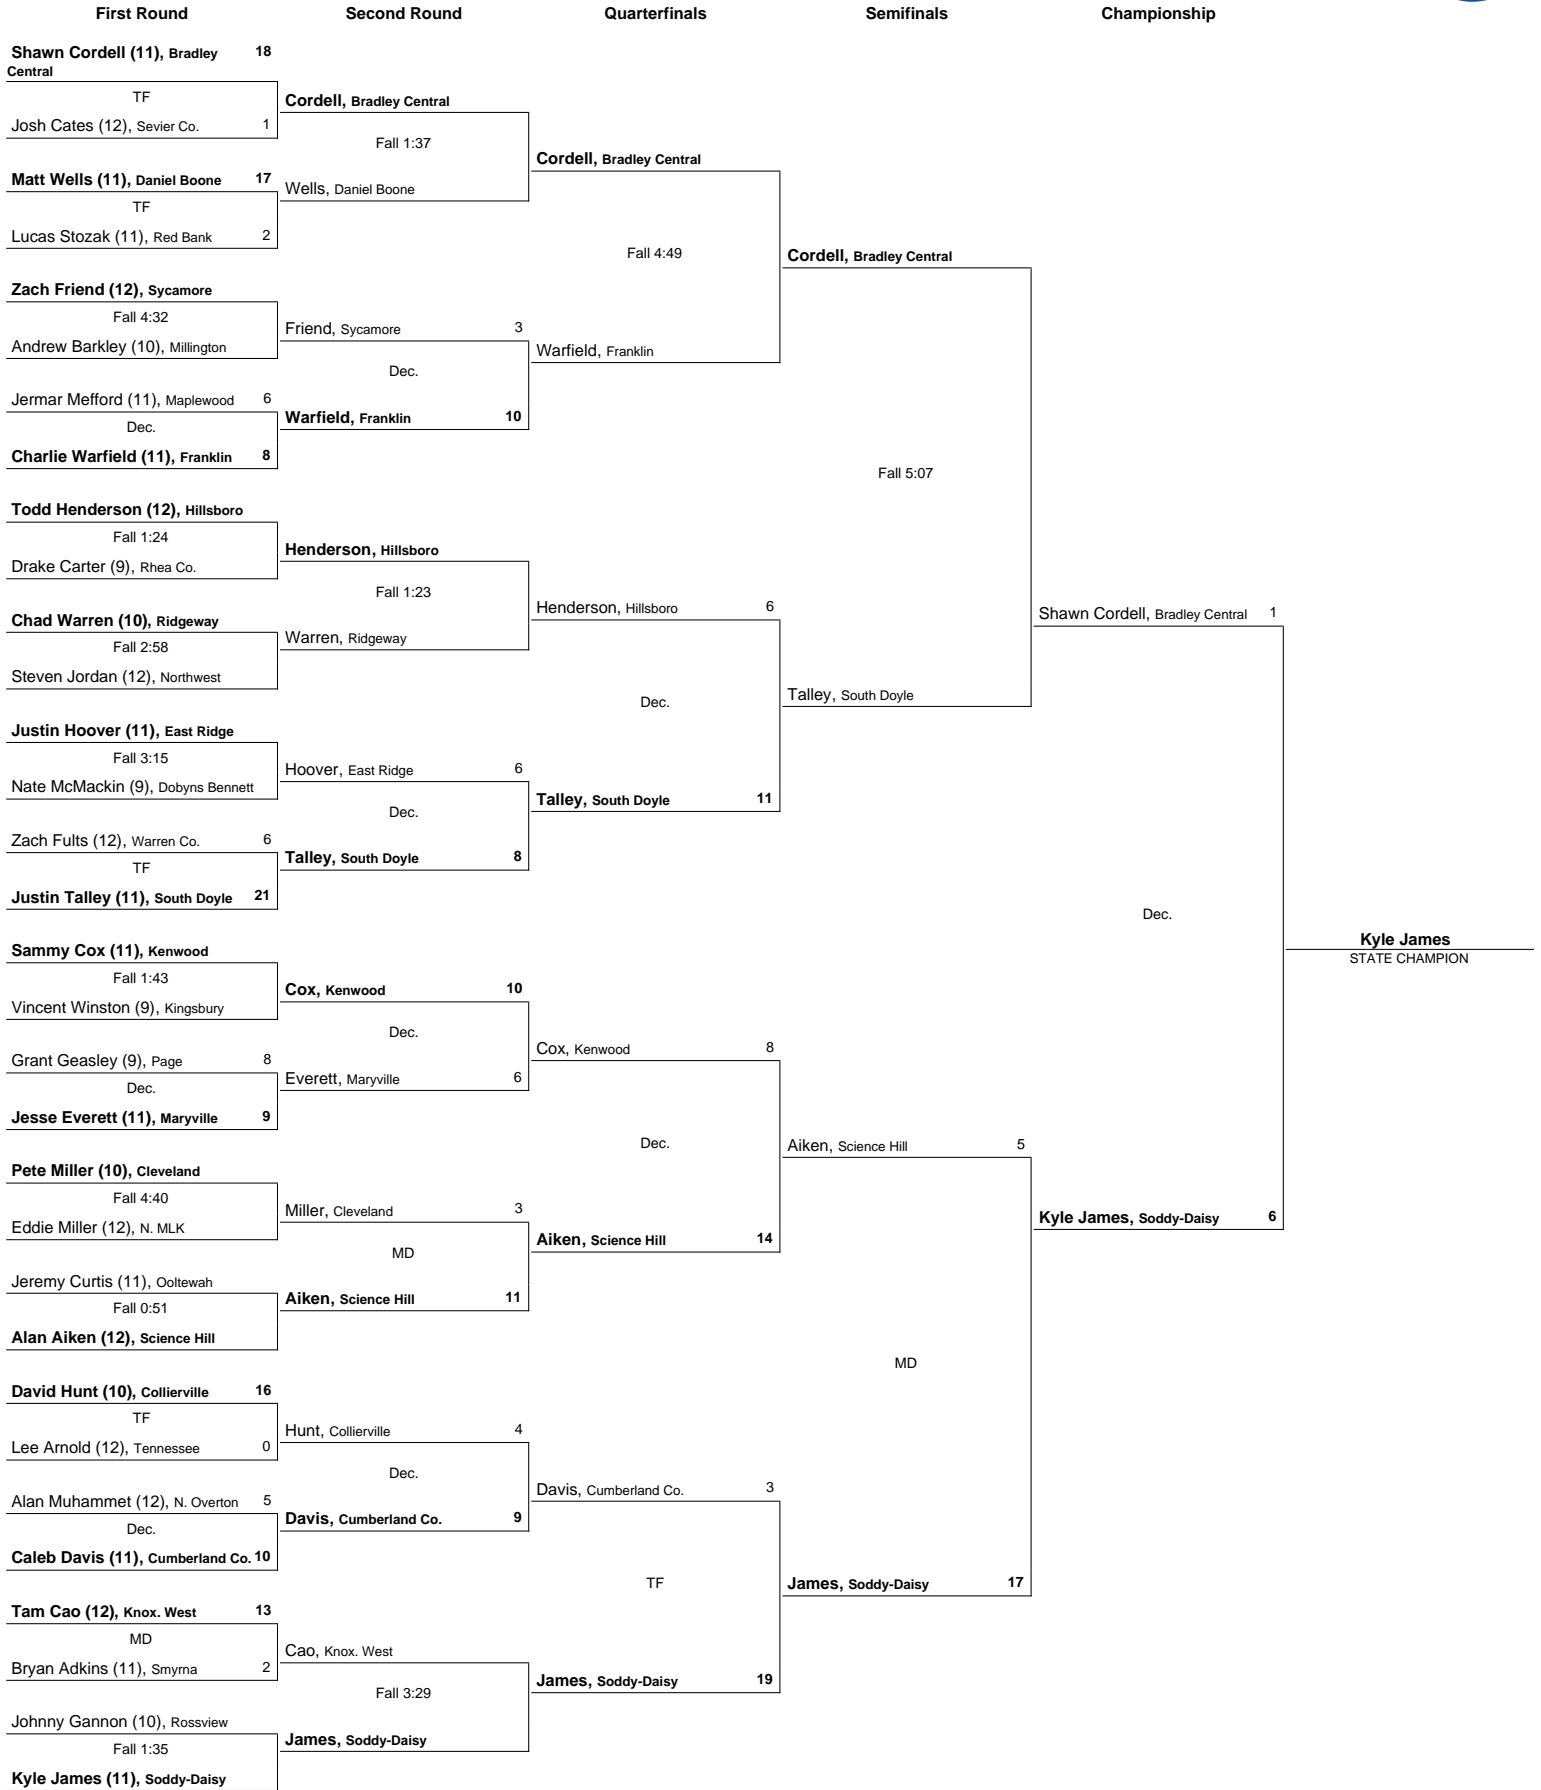 First Round Second Round Quarterfinals Semifinals Championship
Shawn Cordell (11), Bradley Central 18
TF
Josh Cates (12), Sevier Co. 1
Matt Wells (11), Daniel Boone 17
TF
Lucas Stozak (11), Red Bank 2
Zach Friend (12), Sycamore
Fall 4:32
Andrew Barkley (10), Millington
Jermar Mefford (11), Maplewood 6
Dec.
Charlie Warfield (11), Franklin 8
Todd Henderson (12), Hillsboro
Fall 1:24
Drake Carter (9), Rhea Co.
Chad Warren (10), Ridgeway
Fall 2:58
Steven Jordan (12), Northwest
Justin Hoover (11), East Ridge
Fall 3:15
Nate McMackin (9), Dobyns Bennett
Zach Fults (12), Warren Co. 6
TF
Justin Talley (11), South Doyle 21
Sammy Cox (11), Kenwood
Fall 1:43
Vincent Winston (9), Kingsbury
Grant Geasley (9), Page 8
Dec.
Jesse Everett (11), Maryville 9
Pete Miller (10), Cleveland
Fall 4:40
Eddie Miller (12), N. MLK
Jeremy Curtis (11), Ooltewah
Fall 0:51
Alan Aiken (12), Science Hill
David Hunt (10), Collierville 16
TF
Lee Arnold (12), Tennessee 0
Alan Muhammet (12), N. Overton 5
Dec.
Caleb Davis (11), Cumberland Co. 10
Tam Cao (12), Knox. West 13
MD
Bryan Adkins (11), Smyrna 2
Johnny Gannon (10), Rossview
Fall 1:35
Kyle James (11), Soddy-Daisy
Cordell, Bradley Central
Fall 1:37
Wells, Daniel Boone
Friend, Sycamore 3
Dec.
Warfield, Franklin 10
Henderson, Hillsboro
Fall 1:23
Warren, Ridgeway
Hoover, East Ridge 6
Dec.
Talley, South Doyle 8
Cox, Kenwood 10
Dec.
Everett, Maryville 6
Miller, Cleveland 3
MD
Aiken, Science Hill 11
Hunt, Collierville 4
Dec.
Davis, Cumberland Co. 9
Cao, Knox. West
Fall 3:29
James, Soddy-Daisy
Cordell, Bradley Central
Fall 4:49
Warfield, Franklin
Henderson, Hillsboro 6
Dec.
Talley, South Doyle 11
Cox, Kenwood 8
Dec.
Aiken, Science Hill 14
Davis, Cumberland Co. 3
TF
James, Soddy-Daisy 19
Cordell, Bradley Central
Fall 5:07
Talley, South Doyle
Aiken, Science Hill 5
MD
James, Soddy-Daisy 17
Shawn Cordell, Bradley Central 1
Dec.
Kyle James, Soddy-Daisy 6
Kyle James
STATE CHAMPION